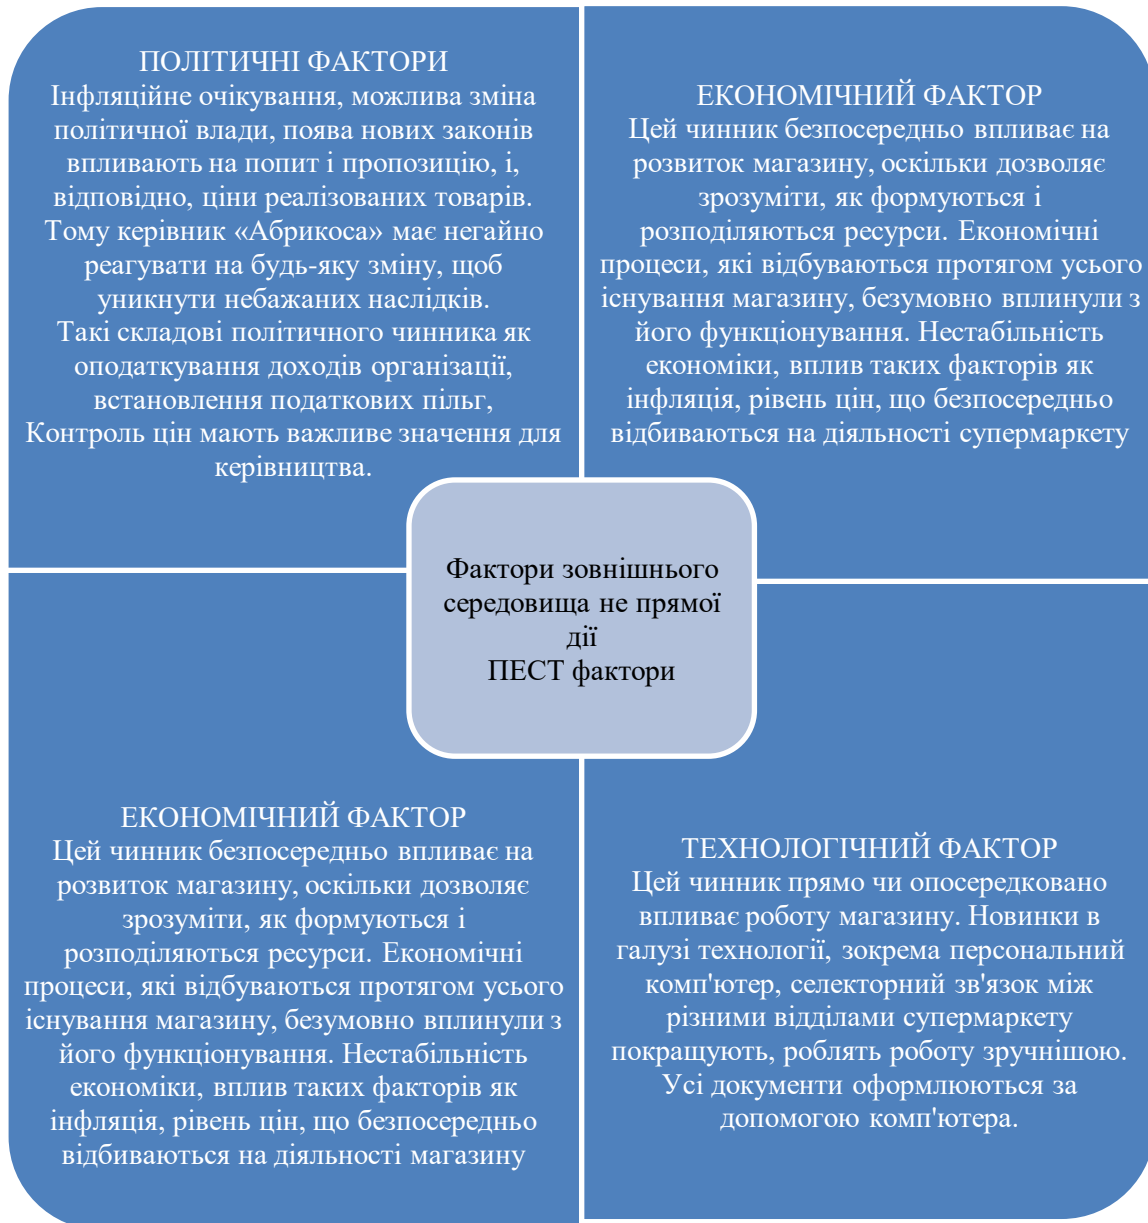 ПОЛІТИЧНІ ФАКТОРИ
Інфляційне очікування, можлива зміна
політичної влади, поява нових законів
впливають на попит і пропозицію, і,
відповідно, ціни реалізованих товарів.
Тому керівник «Абрикоса» має негайно
реагувати на будь-яку зміну, щоб
уникнути небажаних наслідків.
Такі складові політичного чинника як
оподаткування доходів організації,
встановлення податкових пільг,
Контроль цін мають важливе значення для
керівництва.
ЕКОНОМІЧНИЙ ФАКТОР
Цей чинник безпосередньо впливає на
розвиток магазину, оскільки дозволяє
зрозуміти, як формуються і
розподіляються ресурси. Економічні
процеси, які відбуваються протягом усього
існування магазину, безумовно вплинули з
його функціонування. Нестабільність
економіки, вплив таких факторів як
інфляція, рівень цін, що безпосередньо
відбиваються на діяльності супермаркету
Фактори зовнішнього
середовища не прямої
дії
ПЕСТ фактори
ЕКОНОМІЧНИЙ ФАКТОР
Цей чинник безпосередньо впливає на
розвиток магазину, оскільки дозволяє
зрозуміти, як формуються і
розподіляються ресурси. Економічні
процеси, які відбуваються протягом усього
існування магазину, безумовно вплинули з
його функціонування. Нестабільність
економіки, вплив таких факторів як
інфляція, рівень цін, що безпосередньо
відбиваються на діяльності магазину
ТЕХНОЛОГІЧНИЙ ФАКТОР
Цей чинник прямо чи опосередковано
впливає роботу магазину. Новинки в
галузі технології, зокрема персональний
комп'ютер, селекторний зв'язок між
різними відділами супермаркету
покращують, роблять роботу зручнішою.
Усі документи оформлюються за
допомогою комп'ютера.